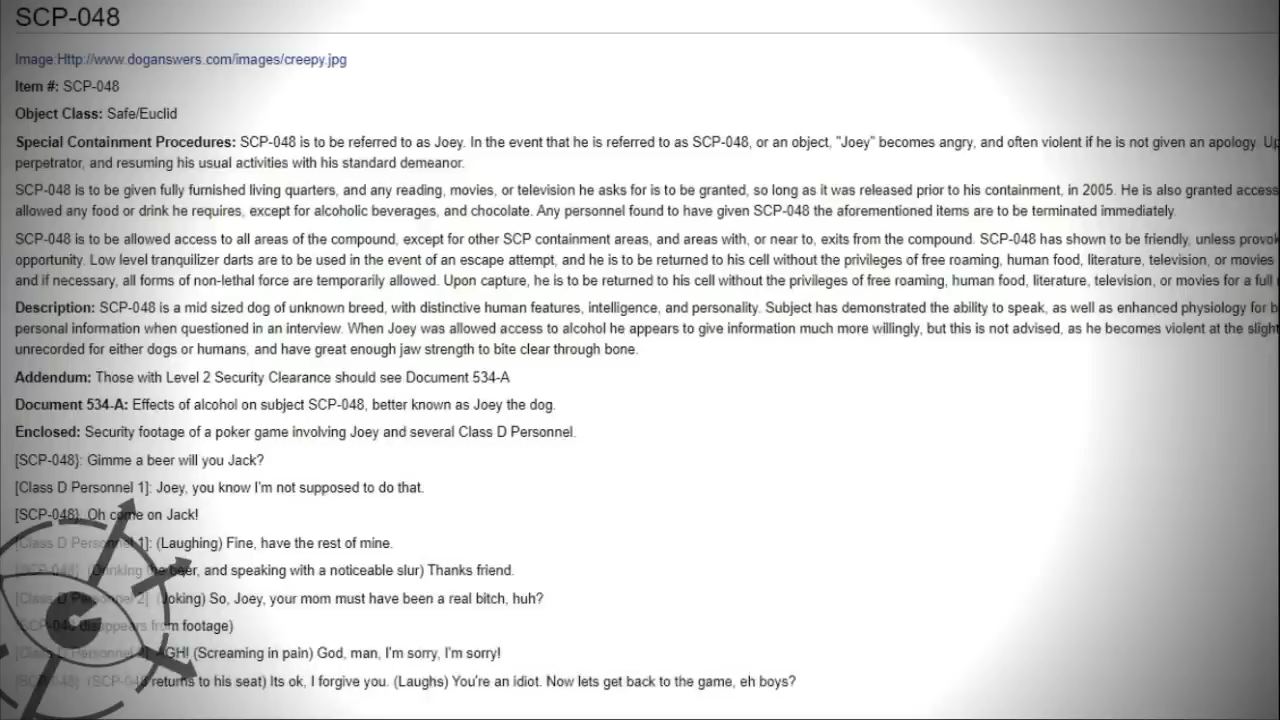 SCP-048
Image:Http://www.doganswers.com/images/creepy.jpg
Item #: SCP-048
Object Class: Safe/Euclid
Special Containment Procedures: SCP-048 is to be referred to as Joey. In the event that he is referred to as SCP-048, or an object, "Joey" becomes angry, and often violent if he is not given an apology.
perpetrator, and resuming his usual activities with his standard demeanor.
SCP-048 is to be given fully furnished living quarters, and any reading, movies, or television he asks for is to be granted, so long as it was released prior to his containment, in 2005. He is also granted access
allowed any food or drink he requires, except for alcoholic beverages, and chocolate. Any personnel found to have given SCP-048 the aforementioned items are to be terminated immediately.
SCP-048 is to be allowed access to all areas of the compound, except for other SCP containment areas, and areas with, or near to, exits from the compound. SCP-048 has shown to be friendly, unless provok
opportunity. Low level tranquilizer darts are to be used in the event of an escape attempt, and he is to be returned to his cell without the privileges of free roaming, human food, literature, television, or movies
and if necessary, all forms of non-lethal force are temporarily allowed. Upon capture, he is to be returned to his cell without the privileges of free roaming, human food, literature, television, or movies for a full
Description: SCP-048 is a mid sized dog of unknown breed, with distinctive human features, intelligence, and personality. Subject has demonstrated the ability to speak, as well as enhanced physiology for b
personal information when questioned in an interview. When Joey was allowed access to alcohol he appears to give information much more willingly, but this is not advised, as he becomes violent at the slight
unrecorded for either dogs or humans, and have great enough jaw strength to bite clear through bone.
Addendum: Those with Level 2 Security Clearance should see Document 534-A
Document 534-A: Effects of alcohol on subject SCP-048, better known as Joey the dog.
Enclosed: Security footage of a poker game involving Joey and several Class D Personnel.
[SCP-048]: Gimme a beer will you Jack?
[Class D Personnel 1]: Joey, you know I'm not supposed to do that.
[SCP-048]: Oh come on Jack!
[Class D Personnel 1]: (Laughing) Fine, have the rest of mine.
[SCP-048]: (Drinking the beer, and speaking with a noticeable slur) Thanks friend.
[Class D Personnel 2]: (Joking) So, Joey, your mom must have been a real bitch, huh?
(SCP-048 disappears from footage)
[Class D Personnel 2]: AGH! (Screaming in pain) God, man, I'm sorry, I'm sorry!
[SCP-048]: (SCP-048 returns to his seat) Its ok, I forgive you. (Laughs) You're an idiot. Now lets get back to the game, eh boys?